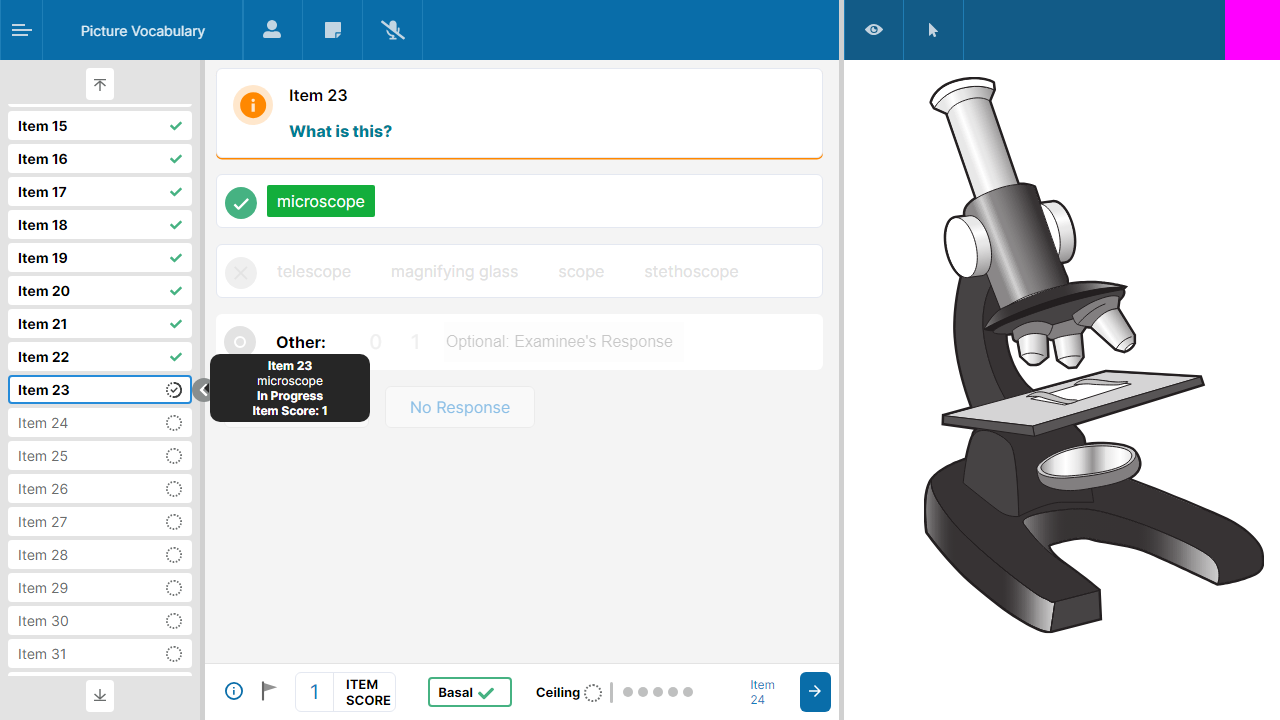 Picture Vocabulary
Item 15
Item 16
Item 17
Item 18
Item 19
Item 20
Item 21
Item 22
Item 23
Item 24
Item 25
Item 26
Item 27
Item 28
Item 29
Item 30
Item 31
Item 23
What is this?
microscope
telescope magnifying glass scope stethoscope
Other: 0 1 Optional: Examinee's Response
Item 23
microscope
In Progress
Item Score: 1
No Response
1 ITEM SCORE
Basal
Ceiling
Item 24